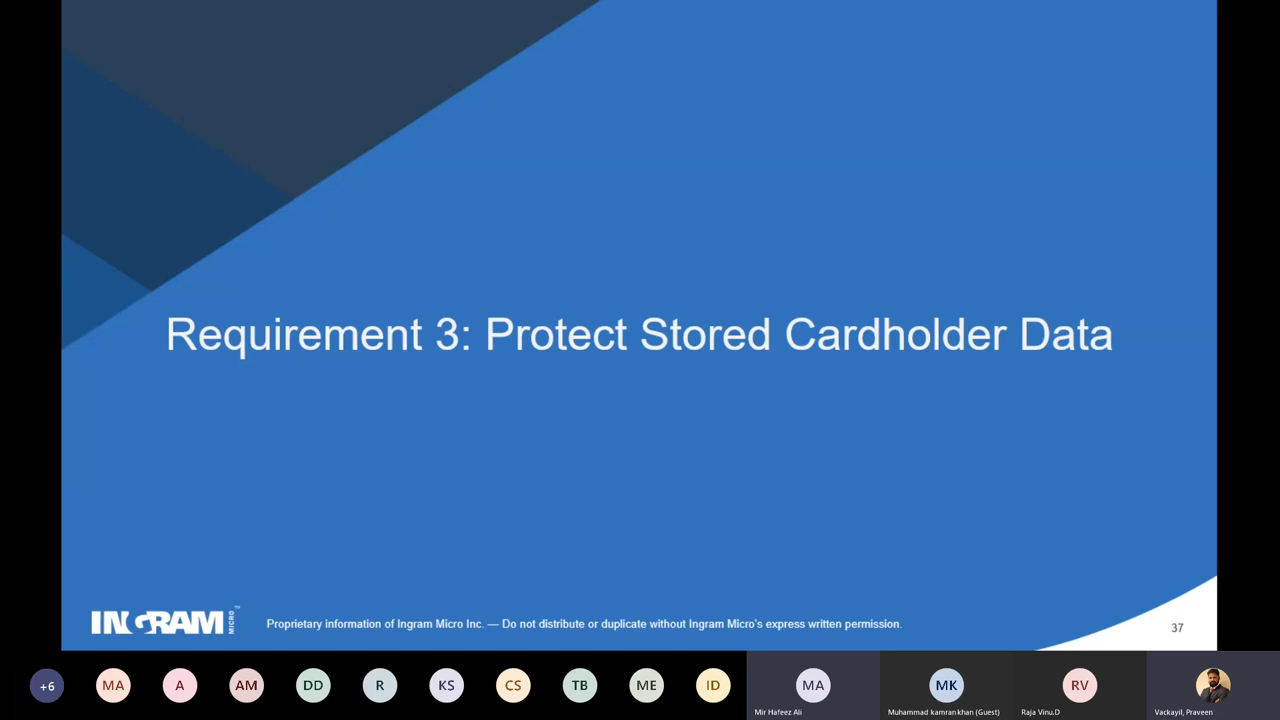 Requirement 3: Protect Stored Cardholder Data
INGRAM MICRO™
Proprietary information of Ingram Micro Inc. — Do not distribute or duplicate without Ingram Micro's express written permission.
37
+6
MA
A
AM
DD
R
KS
CS
TB
ME
ID
MA
MK
RV
Mir Hafeez Ali
Muhammad kamran khan (Guest)
Raja Vinu.D
Vackayil, Praveen